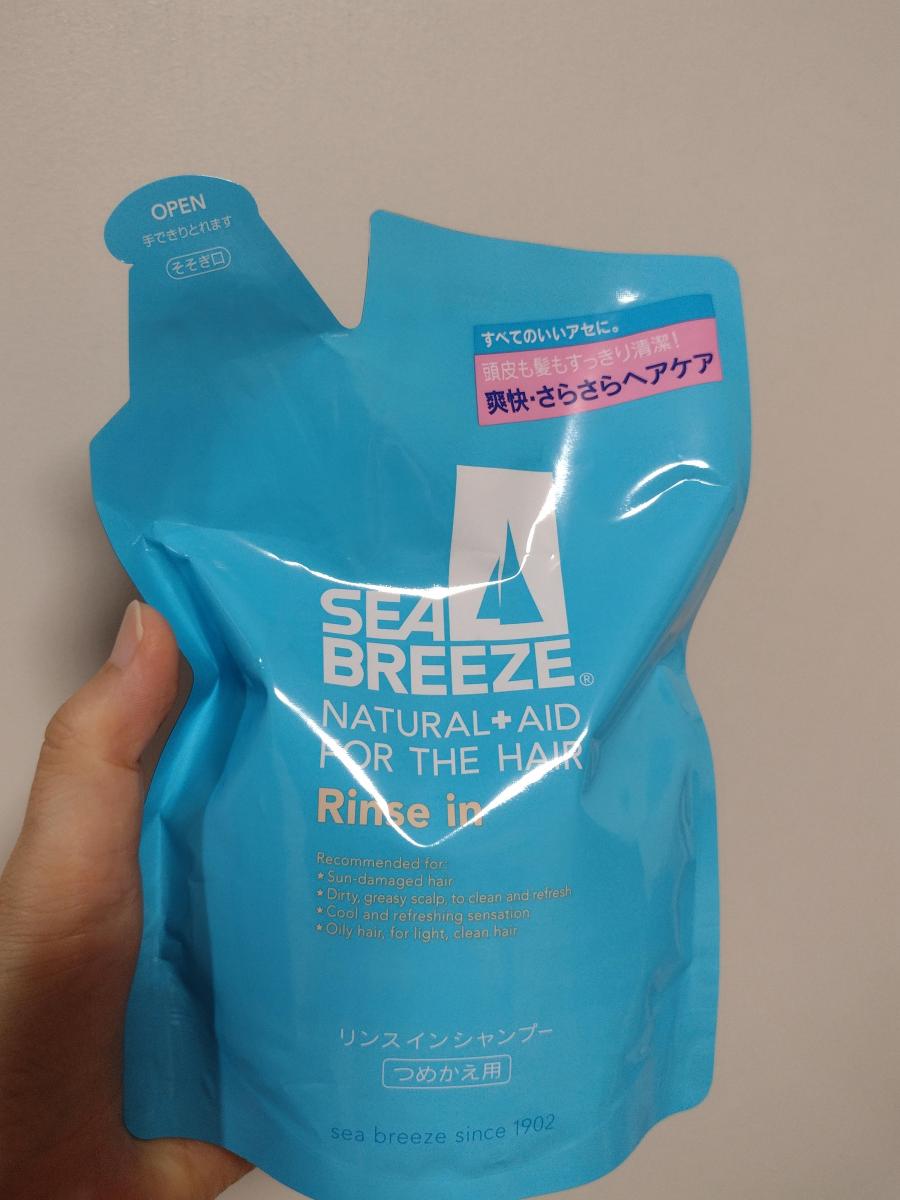 OPEN
手できりとれます
そそぎ口
すべてのいいアセに。
頭皮も髪もすっきり清潔!
爽快・さらさらヘアケア
SEA
BREEZE®
NATURAL+AID
FOR THE HAIR
Rinse in
Recommended for:
★Sun-damaged hair
★Dirty, greasy scalp, to clean and refresh
★Cool and refreshing sensation
★Oily hair, for light, clean hair
リンスインシャンプー
つめかえ用
sea breeze since 1902